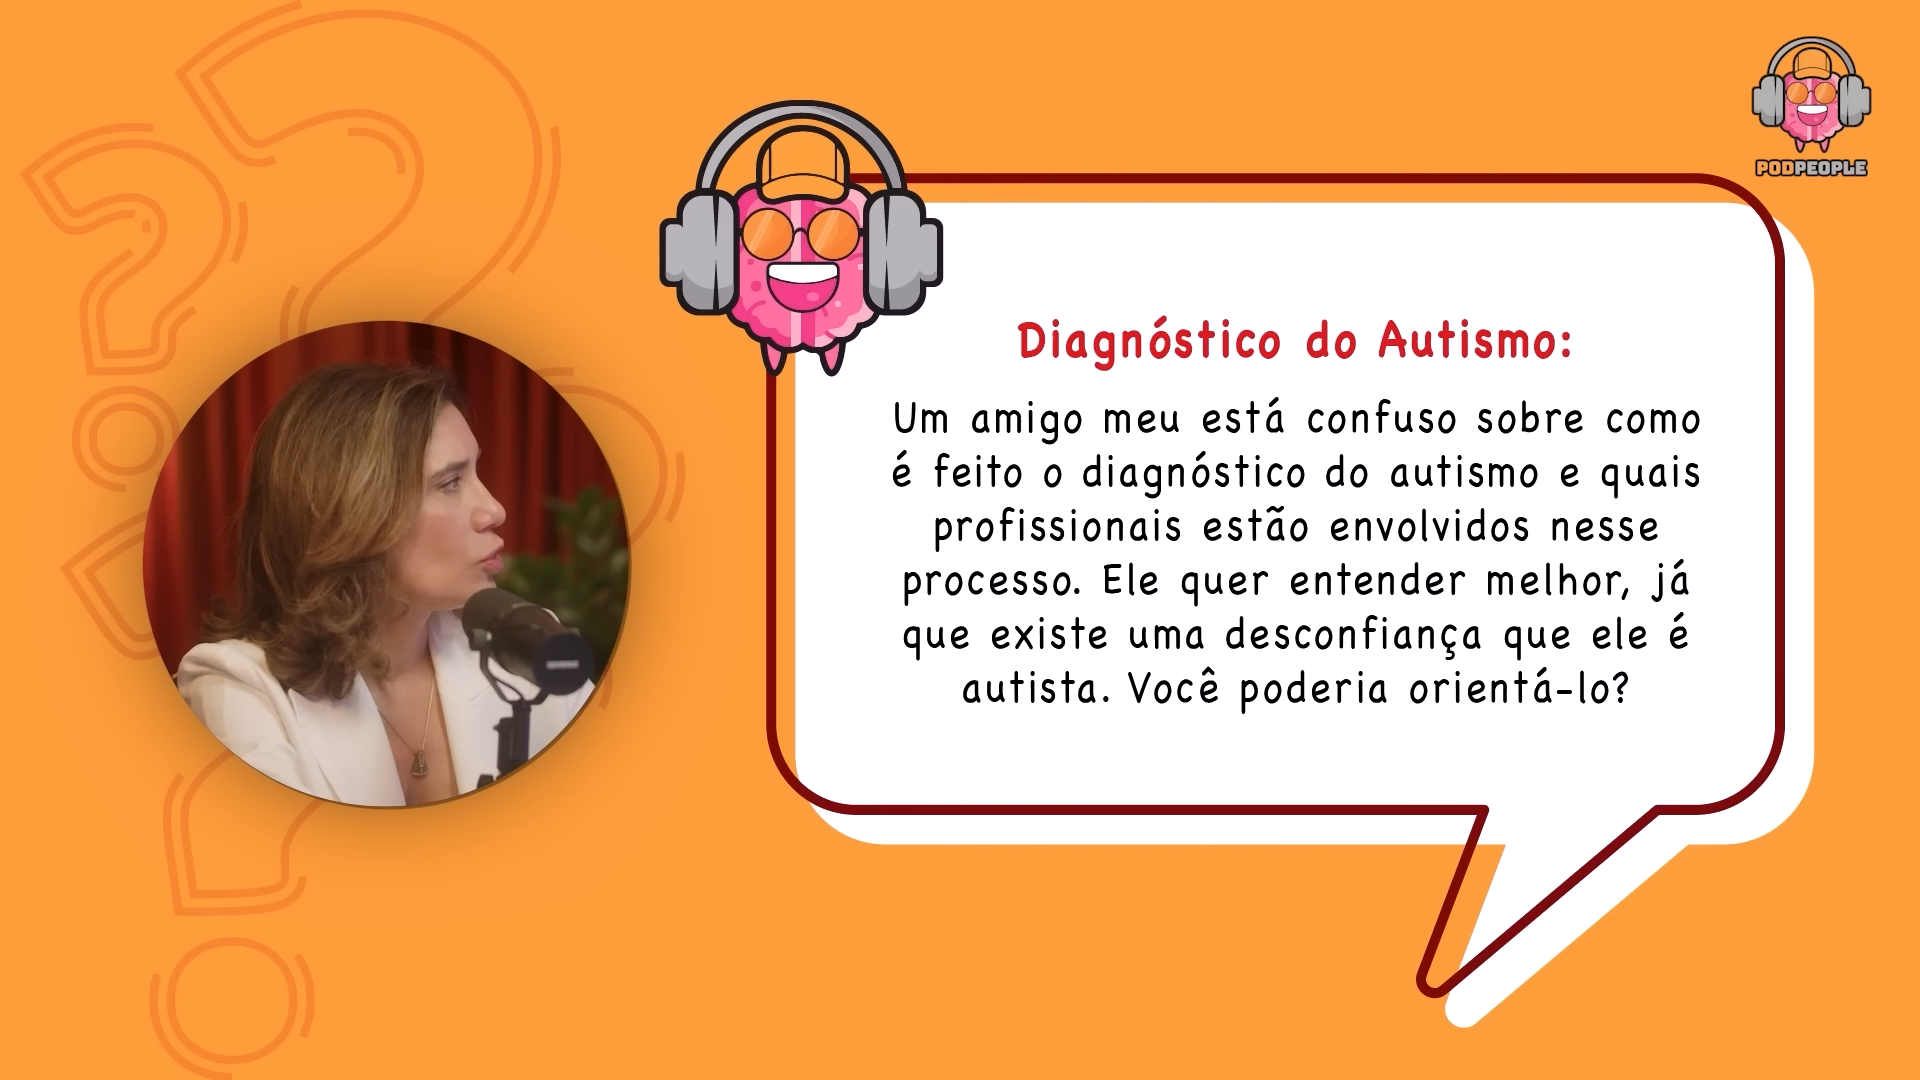 PODPEOPLE
Diagnóstico do Autismo:
Um amigo meu está confuso sobre como
é feito o diagnóstico do autismo e quais
profissionais estão envolvidos nesse
processo. Ele quer entender melhor, já
que existe uma desconfiança que ele é
autista. Você poderia orientá-lo?